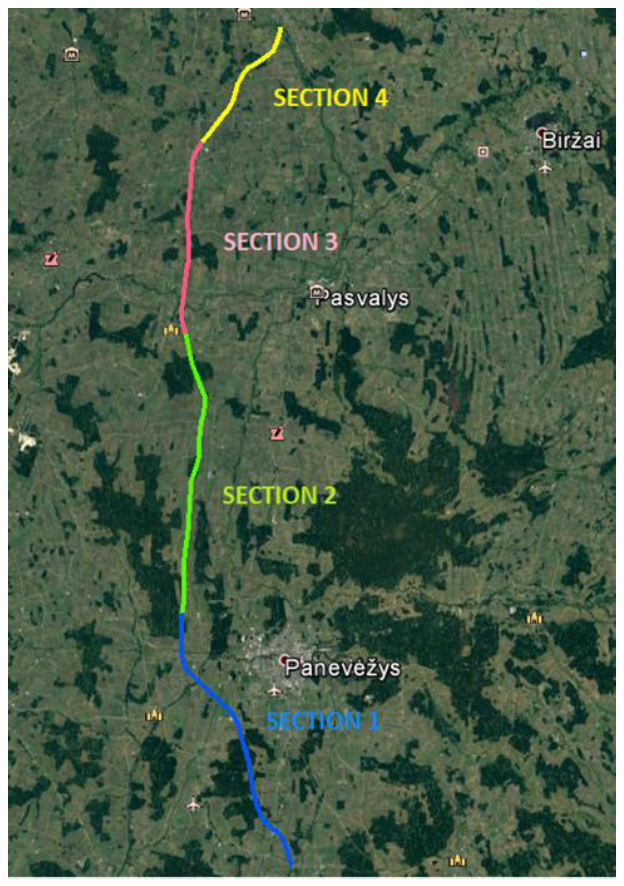 SECTION 4
Biržai
SECTION 3
Pasvalys
SECTION 2
Panevėžys
SECTION 1